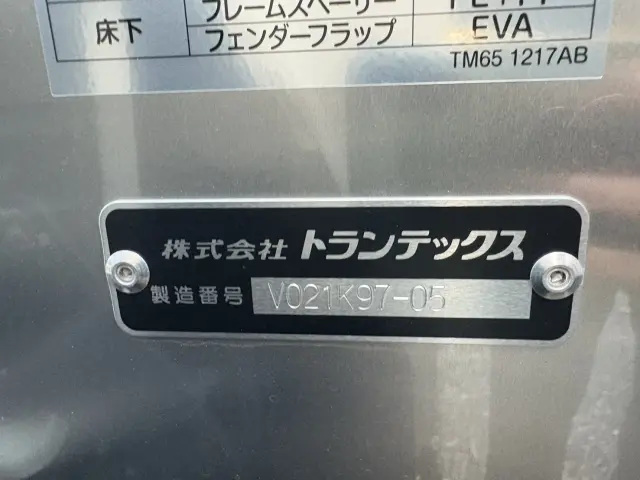 フレームスペーサー
床下
フェンダーフラップ
EVA
TM65 1217AB
株式会社 トランテックス
製造番号 V021K97-05